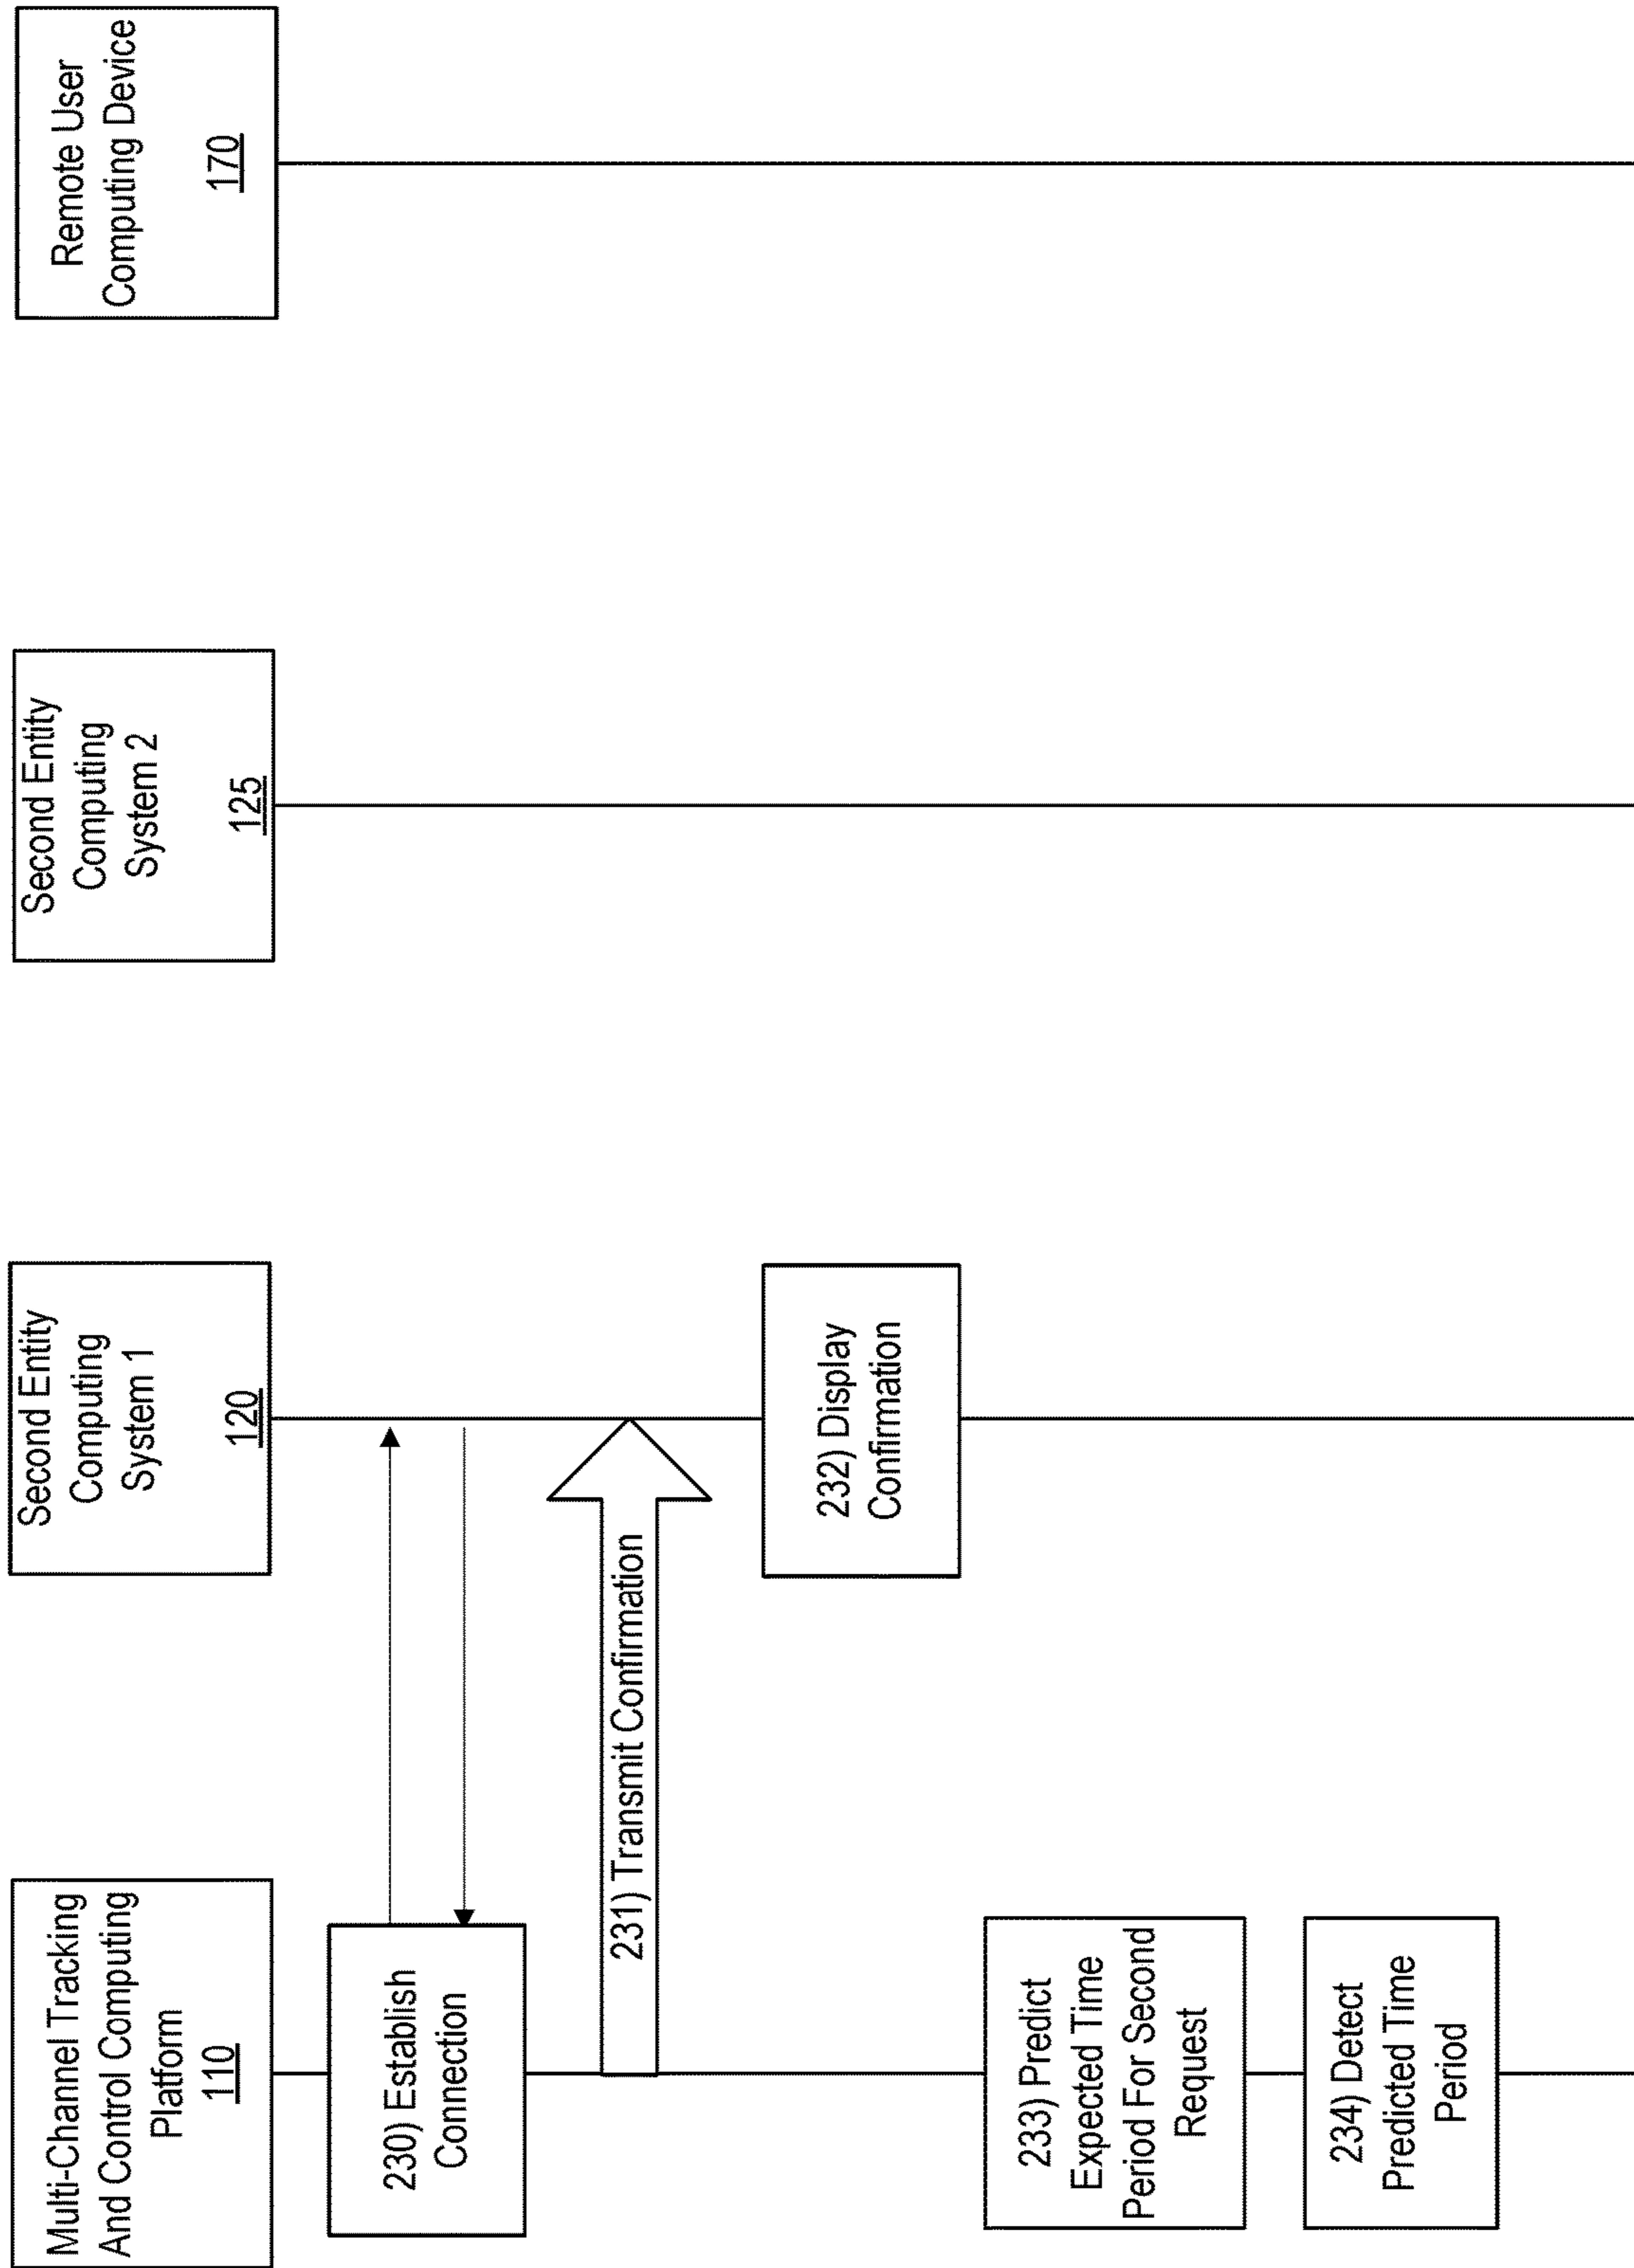 Multi-Channel Tracking
And Control Computing
Platform
110
Second Entity
Computing
System 1
120
Second Entity
Computing
System 2
125
Remote User
Computing Device
170
230) Establish
Connection
231) Transmit Confirmation
232) Display
Confirmation
233) Predict
Expected Time
Period For Second
Request
234) Detect
Predicted Time
Period